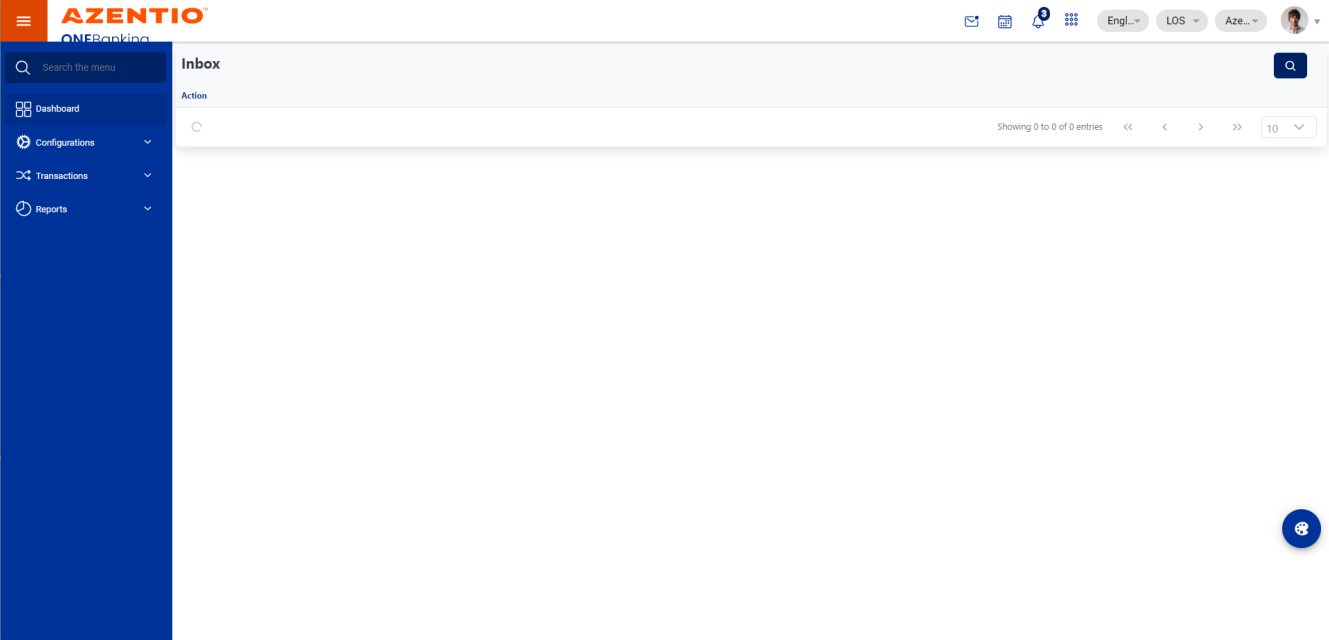 AZENTIO™
ONEBanking
3
Engl...
LOS
Aze...
Search the menu
Dashboard
Configurations
Transactions
Reports
Inbox
Action
Showing 0 to 0 of 0 entries
10